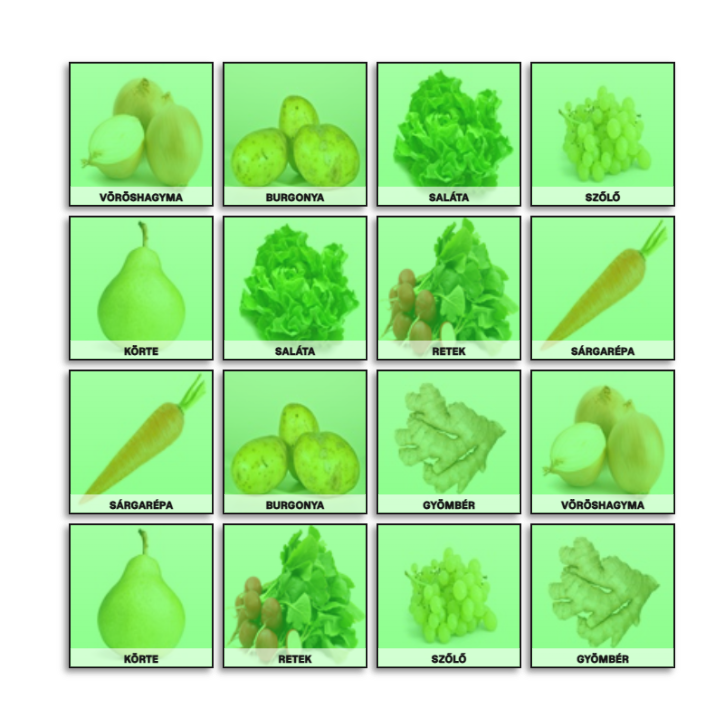 VÖRÖSHAGYMA
BURGONYA
SALÁTA
SZŐLŐ
KÖRTE
SALÁTA
RETEK
SÁRGARÉPA
SÁRGARÉPA
BURGONYA
GYÖMBÉR
VÖRÖSHAGYMA
KÖRTE
RETEK
SZŐLŐ
GYÖMBÉR